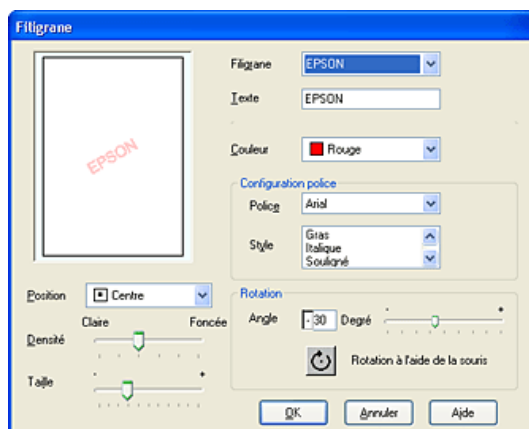 Filigrane
Filigrane EPSON
Texte EPSON
EPSON
Couleur Rouge
Configuration police
Police Arial
Style Gras
Italique
Souligné
Position Centre
Rotation
Claire Foncée
Angle -30 Degré - +
Densité
Rotation à l'aide de la souris
Taille - +
OK Annuler Aide